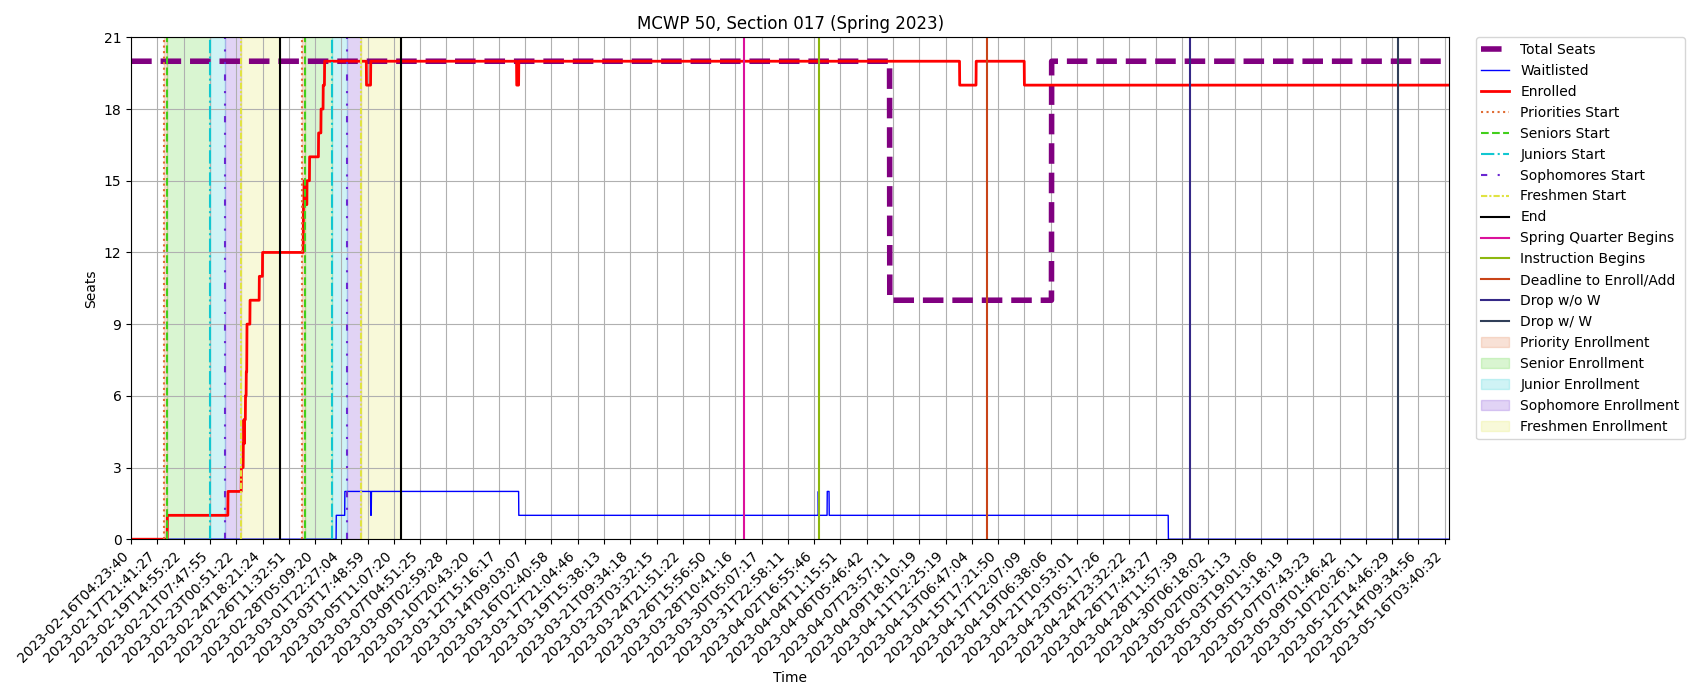 MCWP 50, Section 017 (Spring 2023)
21
18
15
12
9
6
3
0
Seats
2023-02-16T04:23:40
2023-02-17T21:41:27
2023-02-19T14:55:22
2023-02-21T07:47:55
2023-02-23T00:51:22
2023-02-24T18:21:24
2023-02-26T11:32:51
2023-02-28T05:09:20
2023-03-01T22:27:04
2023-03-03T17:48:59
2023-03-05T11:07:20
2023-03-07T04:51:25
2023-03-09T09:59:28
2023-03-10T20:43:20
2023-03-12T15:16:17
2023-03-14T09:03:07
2023-03-16T02:40:58
2023-03-17T21:04:46
2023-03-19T15:38:13
2023-03-21T09:34:18
2023-03-23T03:32:15
2023-03-24T21:51:22
2023-03-26T15:56:50
2023-03-28T10:41:16
2023-03-30T05:07:17
2023-03-31T22:58:11
2023-04-02T16:55:46
2023-04-04T11:15:51
2023-04-06T05:46:42
2023-04-07T23:57:11
2023-04-09T18:10:19
2023-04-11T12:25:19
2023-04-13T06:47:04
2023-04-15T17:21:50
2023-04-17T12:07:09
2023-04-19T06:38:06
2023-04-21T10:53:01
2023-04-23T05:17:26
2023-04-24T23:32:22
2023-04-26T17:43:27
2023-04-28T11:57:39
2023-04-30T06:18:02
2023-05-02T00:31:13
2023-05-03T19:01:06
2023-05-05T13:18:19
2023-05-07T07:43:23
2023-05-09T01:46:42
2023-05-10T20:26:11
2023-05-12T14:46:29
2023-05-14T09:34:56
2023-05-16T03:40:32
Time
Total Seats
Waitlisted
Enrolled
Priorities Start
Seniors Start
Juniors Start
Sophomores Start
Freshmen Start
End
Spring Quarter Begins
Instruction Begins
Deadline to Enroll/Add
Drop w/o W
Drop w/ W
Priority Enrollment
Senior Enrollment
Junior Enrollment
Sophomore Enrollment
Freshmen Enrollment